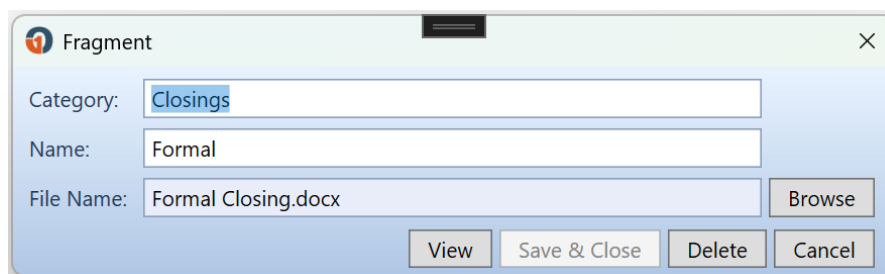 Fragment
Category: Closings
Name: Formal
File Name: Formal Closing.docx Browse
View Save & Close Delete Cancel